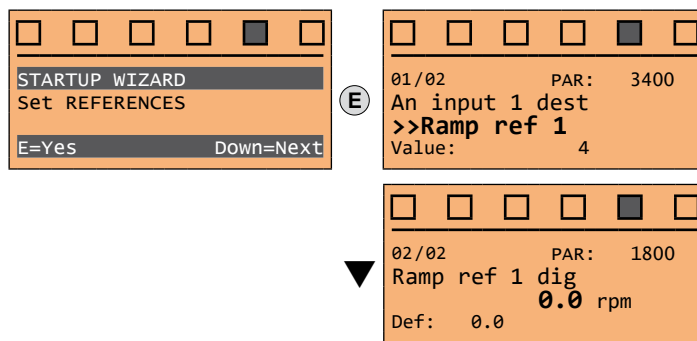 STARTUP WIZARD
Set REFERENCES
E=Yes Down=Next
E
01/02 PAR: 3400
An input 1 dest
>>Ramp ref 1
Value: 4
02/02 PAR: 1800
Ramp ref 1 dig
0.0 rpm
Def: 0.0